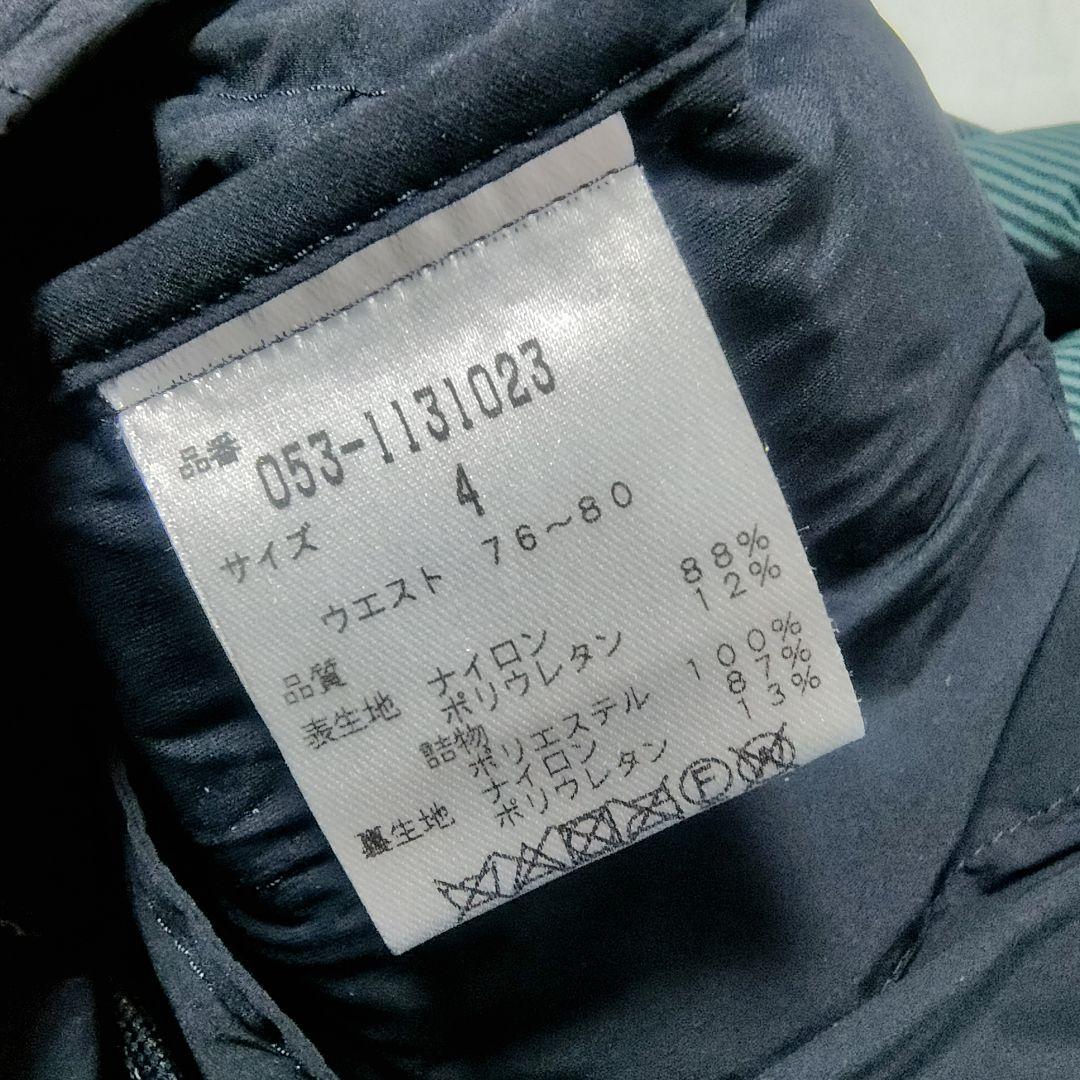 品番 053-1131023
サイズ 4
ウエスト 76～80
品質
表生地 ナイロン 88%
ポリウレタン 12%
詰物
ポリエステル 100%
裏生地 ナイロン 87%
ポリウレタン 13%
F W